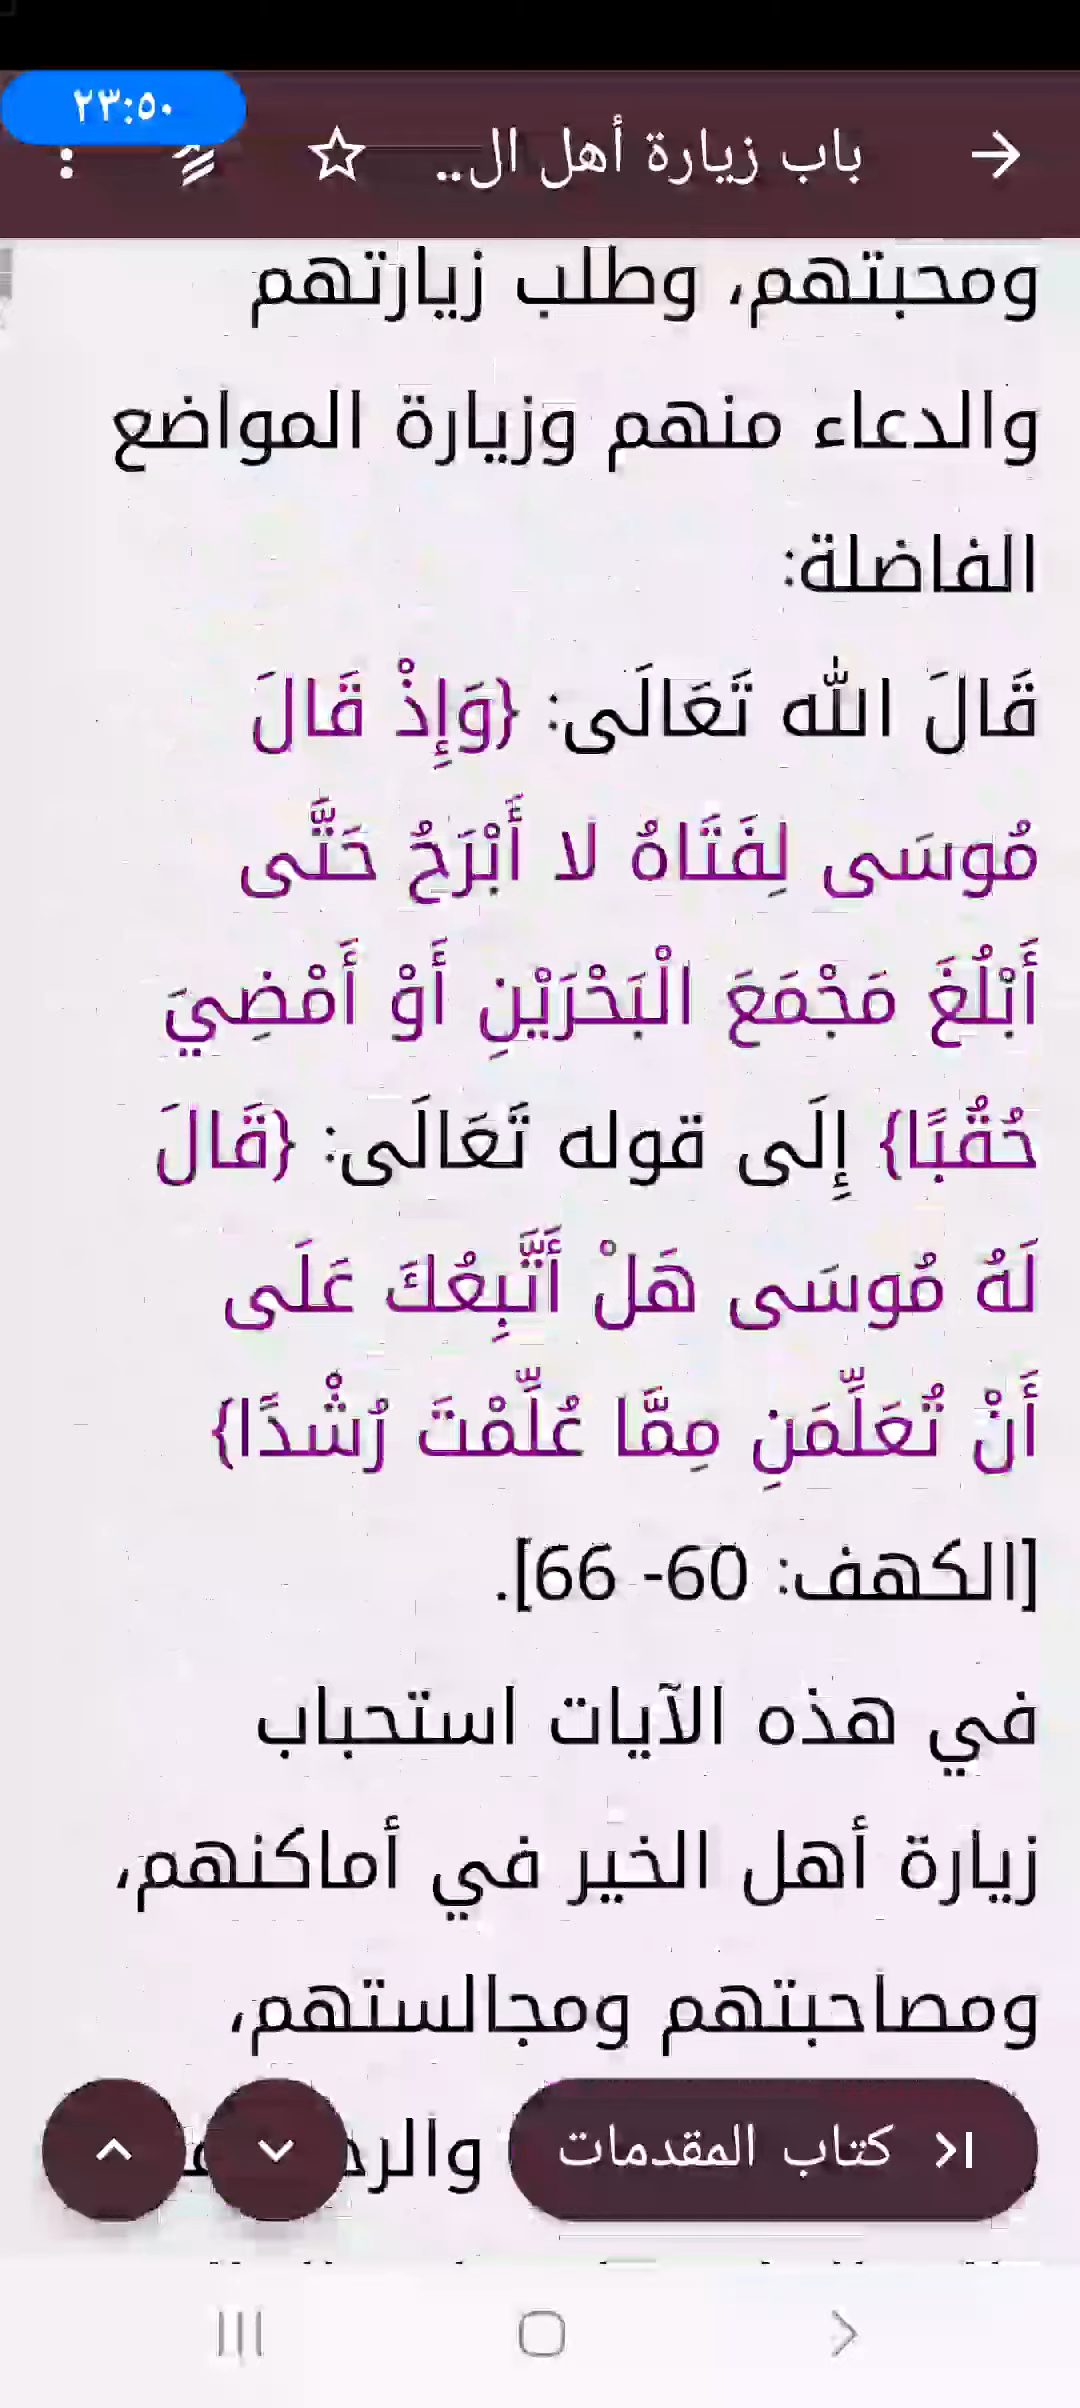 ٢٣:٥٠
باب زيارة أهل ال..
ومحبتهم، وطلب زيارتهم
والدعاء منهم وزيارة المواضع
الفاضلة:
قَالَ الله تَعَالَى: {وَإِذْ قَالَ
مُوسَى لِفَتَاهُ لا أَبْرَحُ حَتَّى
أَبْلُغَ مَجْمَعَ الْبَحْرَيْنِ أَوْ أَمْضِيَ
حُقُبًا} إِلَى قوله تَعَالَى: {قَالَ
لَهُ مُوسَى هَلْ أَتَّبِعُكَ عَلَى
أَنْ تُعَلِّمَنِ مِمَّا عُلِّمْتَ رُشْدًا}
[الكهف: 60- 66].
في هذه الآيات استحباب
زيارة أهل الخير في أماكنهم،
ومصاحبتهم ومجالستهم،
كتاب المقدمات